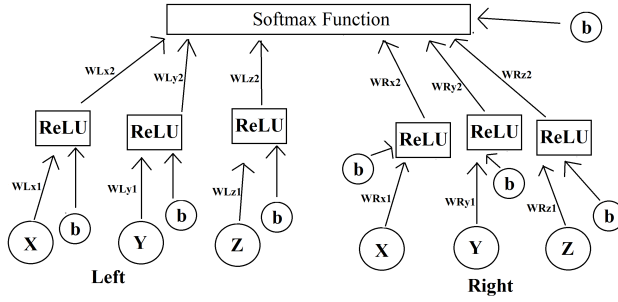 Softmax Function
b
WLx2
WLy2
WLz2
WRx2
WRy2
WRz2
ReLU
ReLU
ReLU
ReLU
ReLU
ReLU
b
b
WLx1
WLy1
WLz1
WRx1
WRy1
WRz1
b
b
b
b
X
Y
Z
X
Y
Z
Left
Right